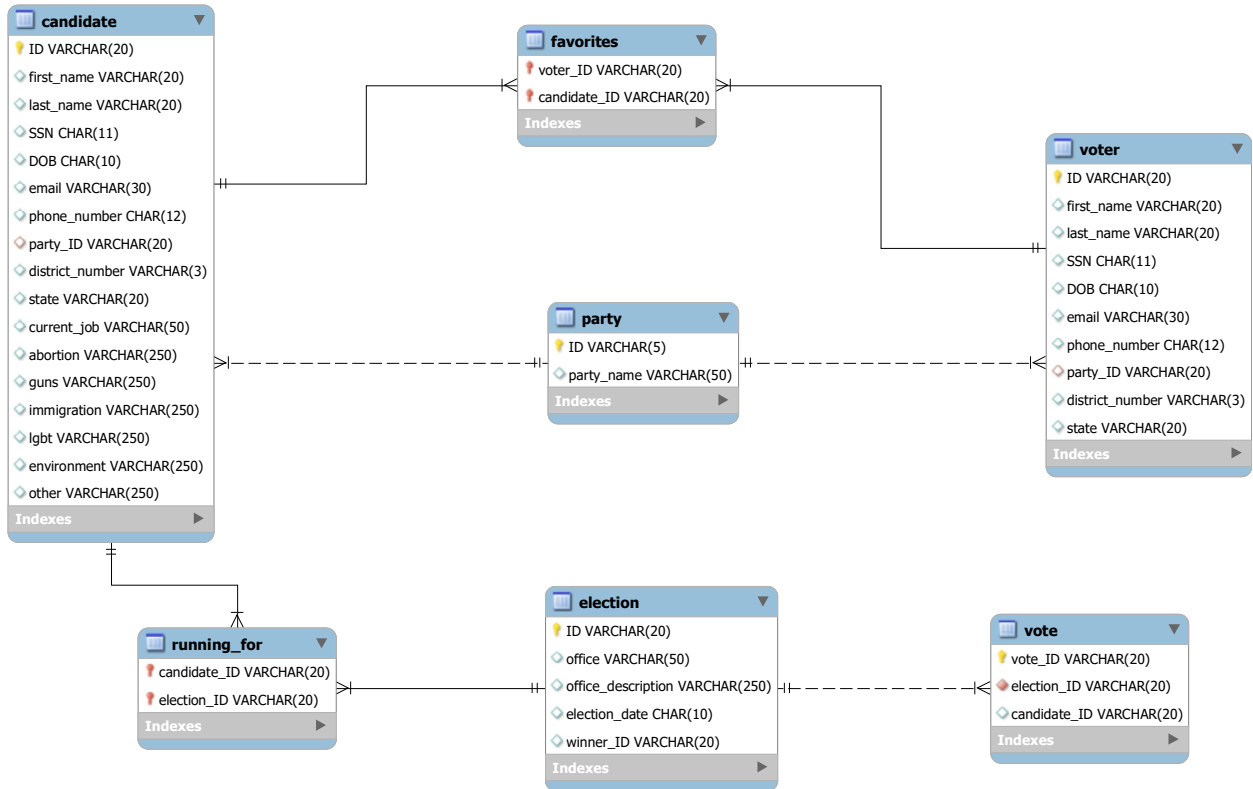 candidate
ID VARCHAR(20)
first_name VARCHAR(20)
last_name VARCHAR(20)
SSN CHAR(11)
DOB CHAR(10)
email VARCHAR(30)
phone_number CHAR(12)
party_ID VARCHAR(20)
district_number VARCHAR(3)
state VARCHAR(20)
current_job VARCHAR(50)
abortion VARCHAR(250)
guns VARCHAR(250)
immigration VARCHAR(250)
lgbt VARCHAR(250)
environment VARCHAR(250)
other VARCHAR(250)
Indexes
favorites
voter_ID VARCHAR(20)
candidate_ID VARCHAR(20)
Indexes
voter
ID VARCHAR(20)
first_name VARCHAR(20)
last_name VARCHAR(20)
SSN CHAR(11)
DOB CHAR(10)
email VARCHAR(30)
phone_number CHAR(12)
party_ID VARCHAR(20)
district_number VARCHAR(3)
state VARCHAR(20)
Indexes
party
ID VARCHAR(5)
party_name VARCHAR(50)
Indexes
running_for
candidate_ID VARCHAR(20)
election_ID VARCHAR(20)
Indexes
election
ID VARCHAR(20)
office VARCHAR(50)
office_description VARCHAR(250)
election_date CHAR(10)
winner_ID VARCHAR(20)
Indexes
vote
vote_ID VARCHAR(20)
election_ID VARCHAR(20)
candidate_ID VARCHAR(20)
Indexes